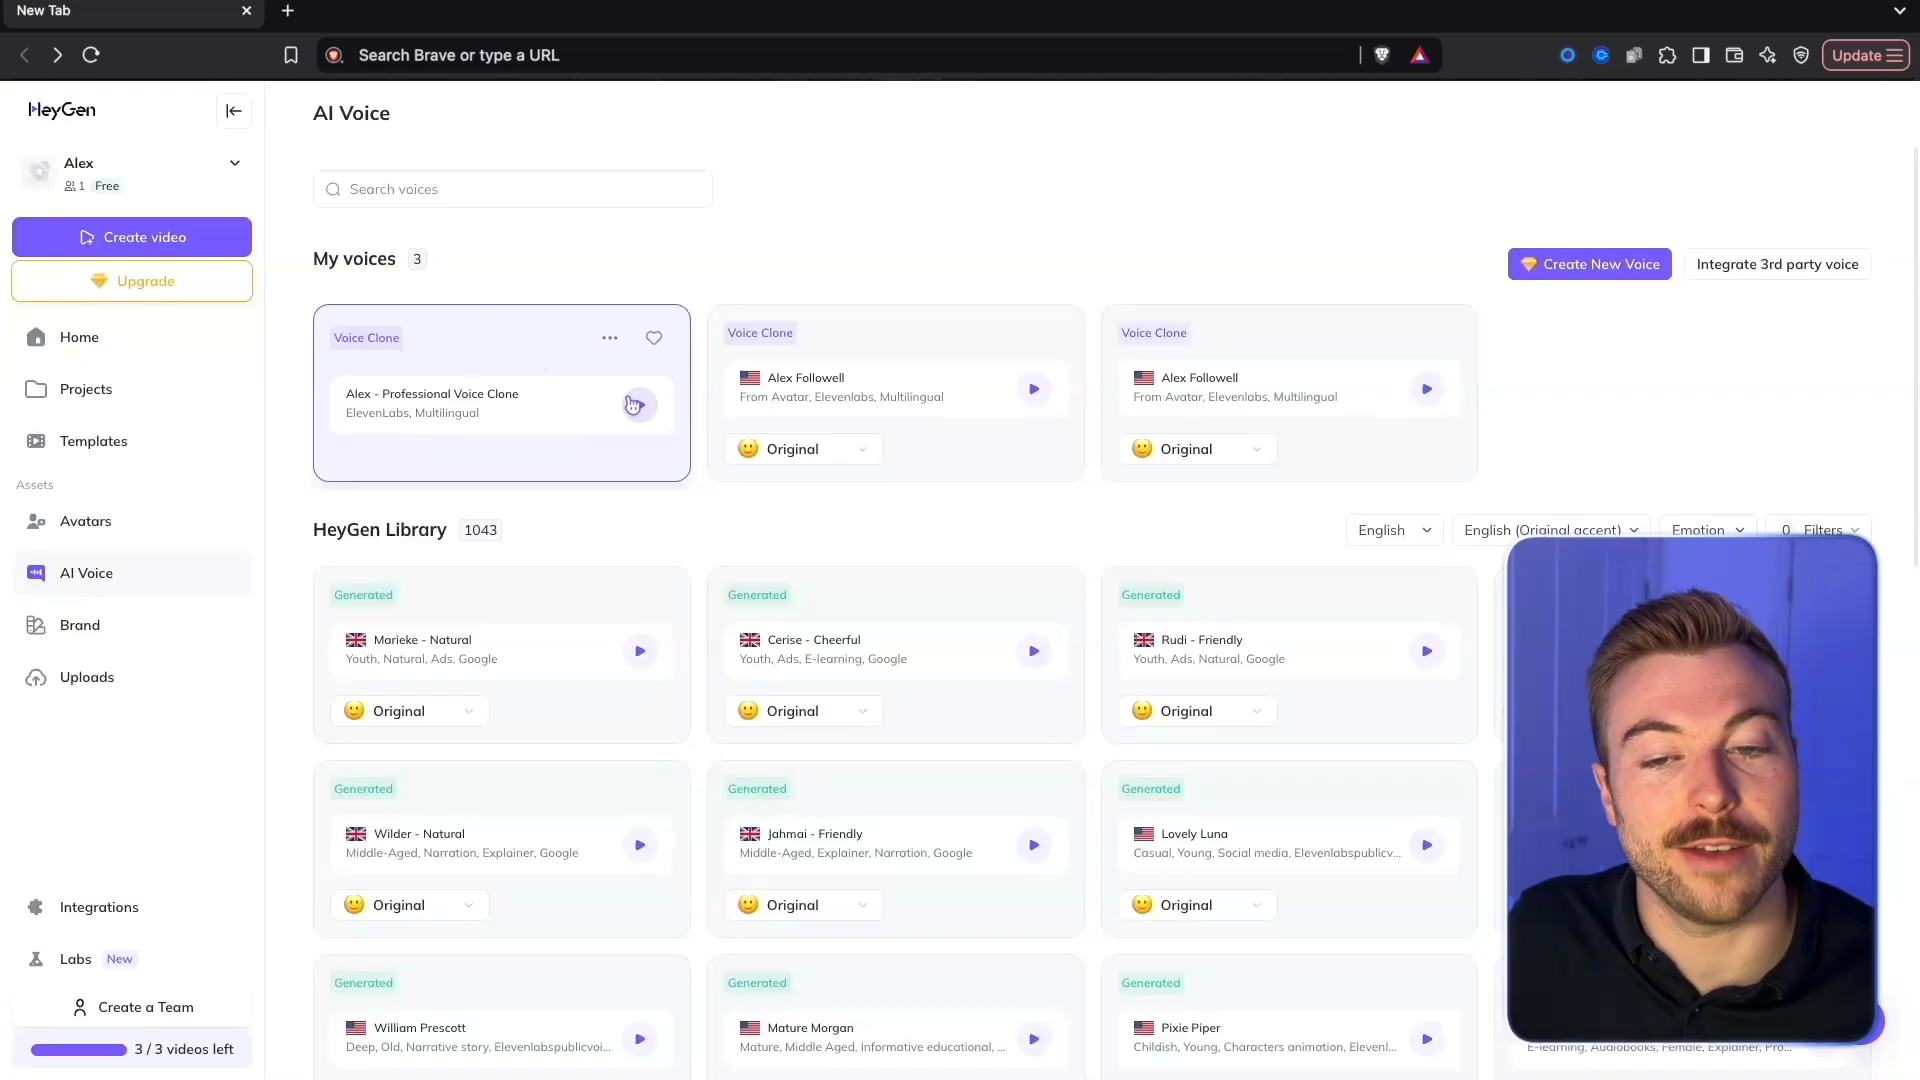 New Tab
Search Brave or type a URL
Update
HeyGen
Alex
1 Free
Create video
Upgrade
Home
Projects
Templates
Assets
Avatars
AI Voice
Brand
Uploads
Integrations
Labs New
Create a Team
3 / 3 videos left
AI Voice
Search voices
My voices 3
Create New Voice
Integrate 3rd party voice
Voice Clone
Alex - Professional Voice Clone
ElevenLabs, Multilingual
Voice Clone
Alex Followell
From Avatar, Elevenlabs, Multilingual
Original
Voice Clone
Alex Followell
From Avatar, Elevenlabs, Multilingual
Original
HeyGen Library 1043
English
English (Original accent)
Emotion
0 Filters
Generated
Marieke - Natural
Youth, Natural, Ads, Google
Original
Generated
Cerise - Cheerful
Youth, Ads, E-learning, Google
Original
Generated
Rudi - Friendly
Youth, Ads, Natural, Google
Original
Generated
Wilder - Natural
Middle-Aged, Narration, Explainer, Google
Original
Generated
Jahmai - Friendly
Middle-Aged, Explainer, Narration, Google
Original
Generated
Lovely Luna
Casual, Young, Social media, Elevenlabspublicv...
Original
Generated
William Prescott
Deep, Old, Narrative story, Elevenlabspublicvoi...
Generated
Mature Morgan
Mature, Middle Aged, Informative educational, ...
Generated
Pixie Piper
Childish, Young, Characters animation, Elevenl...
E-learning, Audiobooks, Female, Explainer, Pro...